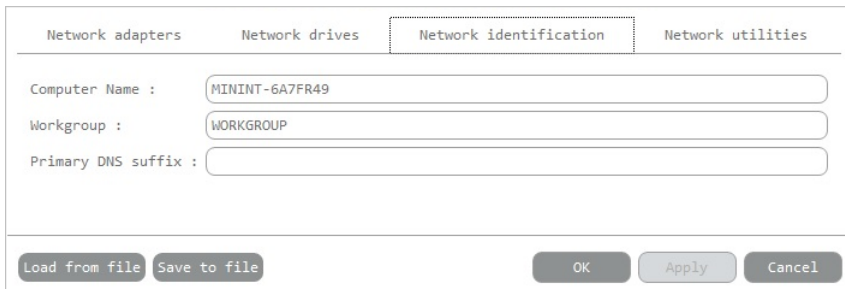 Network adapters Network drives Network identification Network utilities
Computer Name : MININT-6A7FR49
Workgroup : WORKGROUP
Primary DNS suffix :
Load from file Save to file OK Apply Cancel